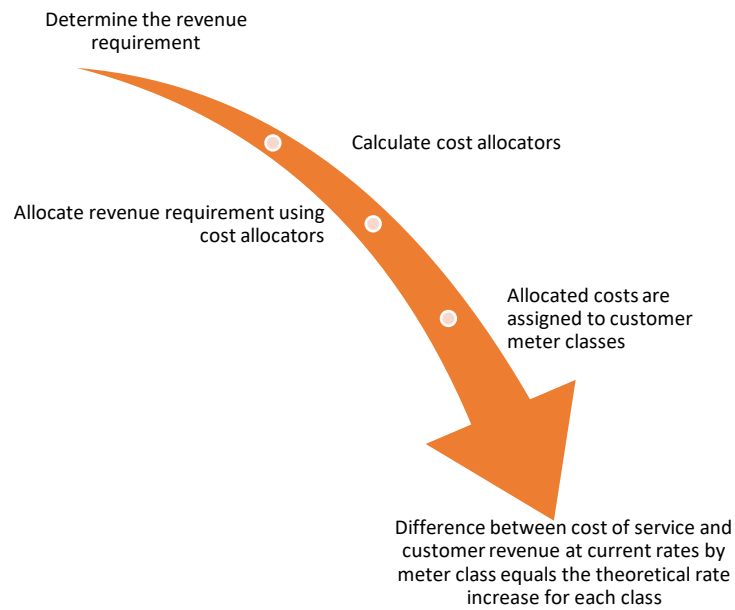 Determine the revenue
requirement
Calculate cost allocators
Allocate revenue requirement using
cost allocators
Allocated costs are
assigned to customer
meter classes
Difference between cost of service and
customer revenue at current rates by
meter class equals the theoretical rate
increase for each class